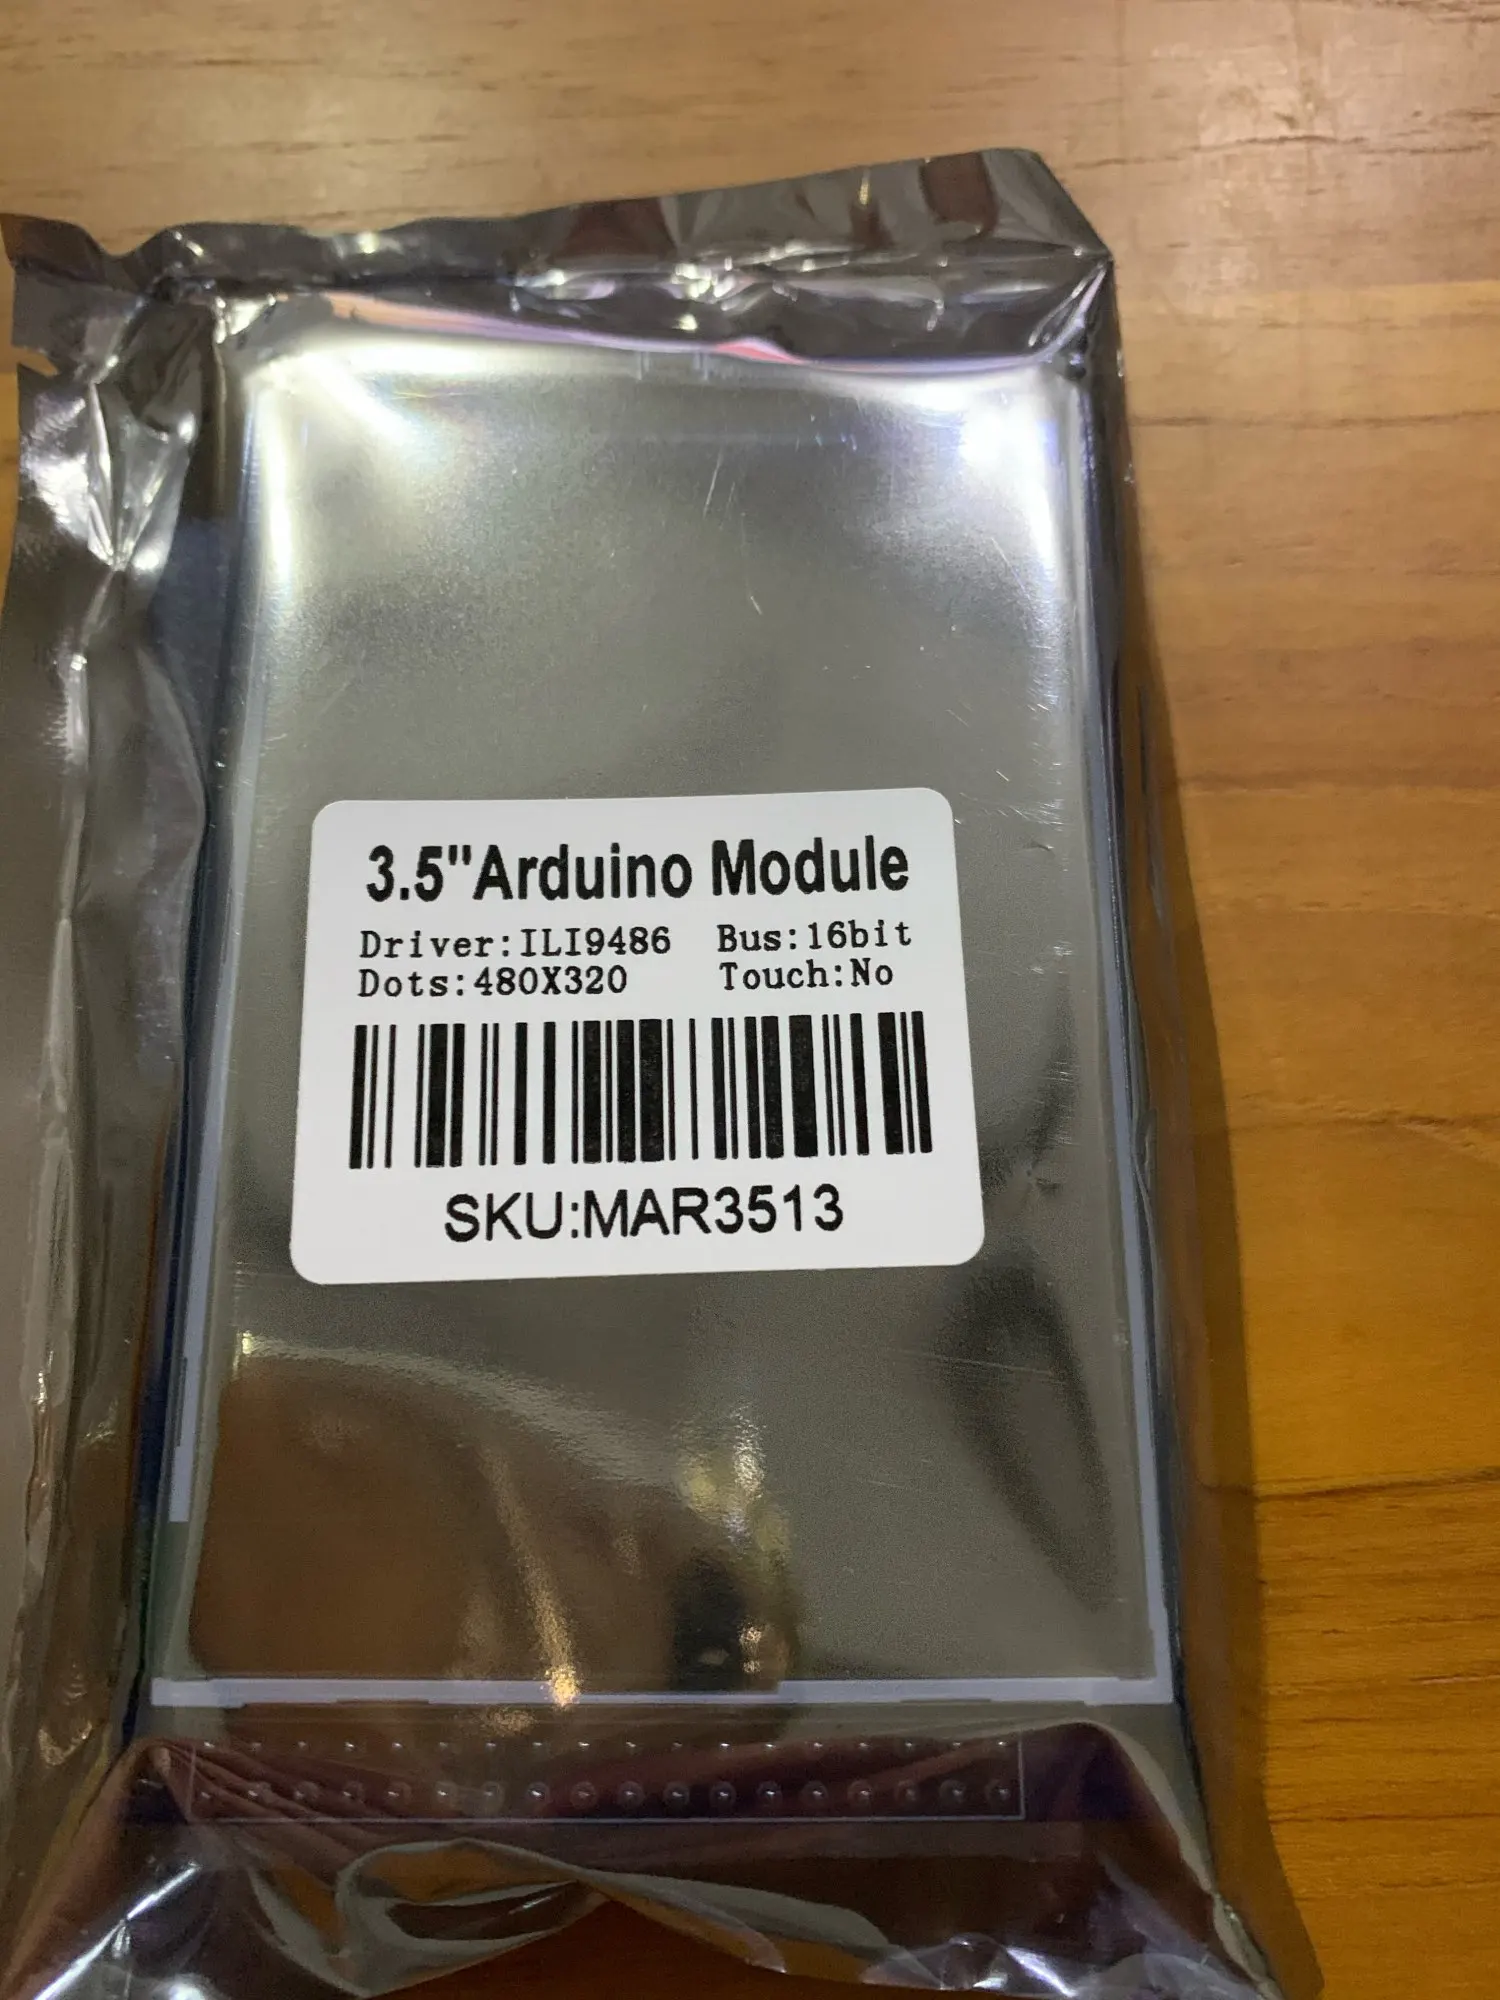 3.5"Arduino Module
Driver:ILI9486 Bus:16bit
Dots:480X320 Touch:No
SKU:MAR3513